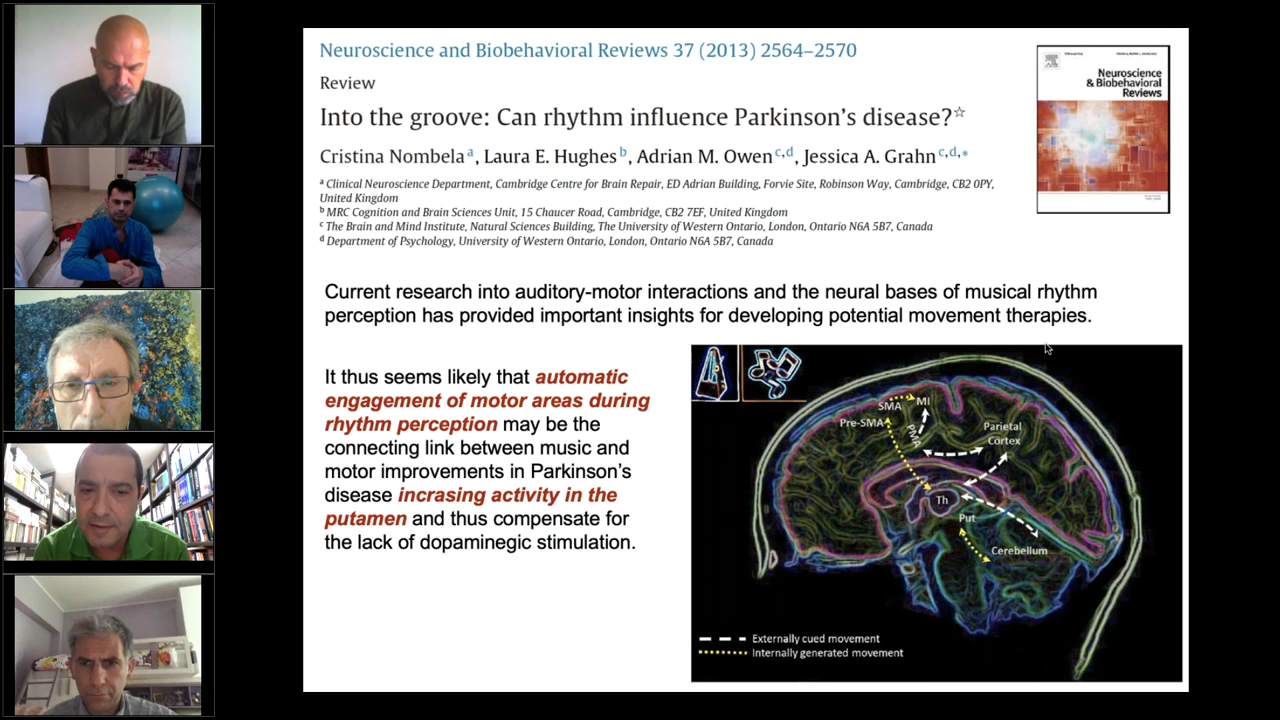 Neuroscience and Biobehavioral Reviews 37 (2013) 2564–2570
Review
Into the groove: Can rhythm influence Parkinson's disease?☆
Cristina Nombela a, Laura E. Hughes b, Adrian M. Owen c,d, Jessica A. Grahn c,d,*
a Clinical Neuroscience Department, Cambridge Centre for Brain Repair, ED Adrian Building, Forvie Site, Robinson Way, Cambridge, CB2 0PY,
United Kingdom
b MRC Cognition and Brain Sciences Unit, 15 Chaucer Road, Cambridge, CB2 7EF, United Kingdom
c The Brain and Mind Institute, Natural Sciences Building, The University of Western Ontario, London, Ontario N6A 5B7, Canada
d Department of Psychology, University of Western Ontario, London, Ontario N6A 5B7, Canada
Neuroscience
& Biobehavioral
Reviews
Current research into auditory-motor interactions and the neural bases of musical rhythm
perception has provided important insights for developing potential movement therapies.
It thus seems likely that automatic
engagement of motor areas during
rhythm perception may be the
connecting link between music and
motor improvements in Parkinson's
disease incrasing activity in the
putamen and thus compensate for
the lack of dopaminegic stimulation.
SMA
MI
Pre-SMA
PMC
Parietal
Cortex
Th
Put
Cerebellum
Externally cued movement
Internally generated movement